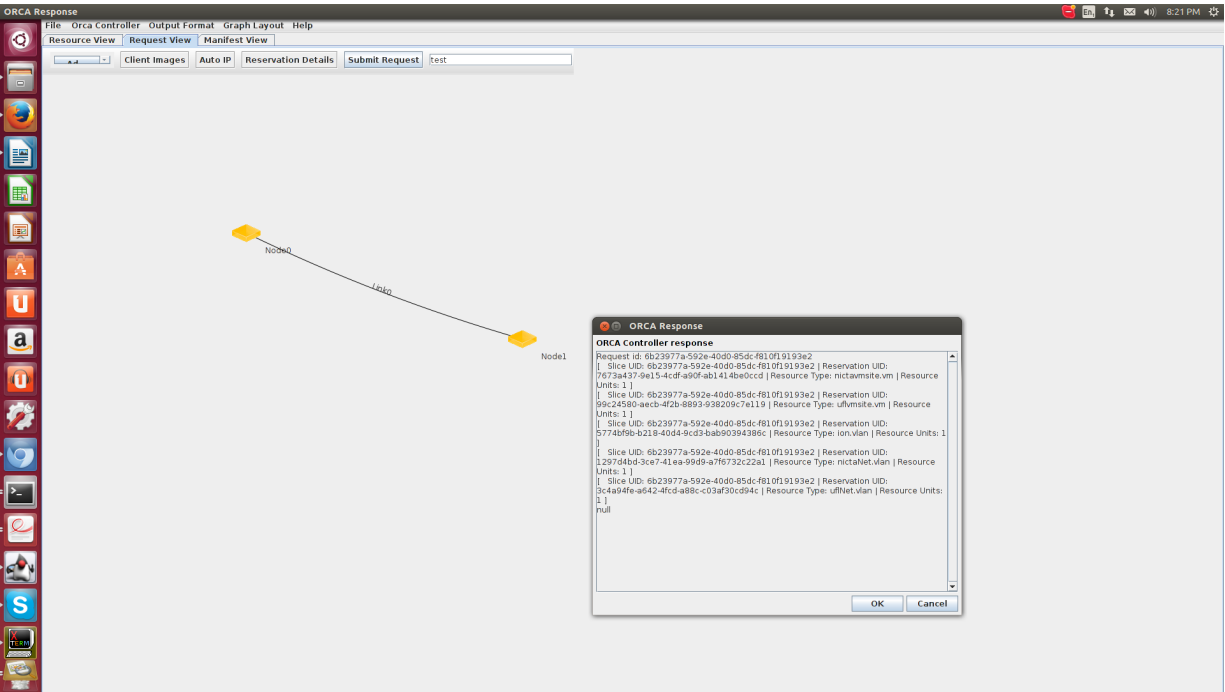 ORCA Response
En
8:21 PM
File Orca Controller Output Format Graph Layout Help
Resource View Request View Manifest View
Client Images Auto IP Reservation Details Submit Request test
Node0
Link0
Node1
ORCA Response
ORCA Controller response
Request id: 6b23977a-592e-40d0-85dc-f810f19193e2
[ Slice UID: 6b23977a-592e-40d0-85dc-f810f19193e2 | Reservation UID:
7673a437-9e15-4cdf-a90f-ab1414be0ccd | Resource Type: nictavmsite.vm | Resource
Units: 1 ]
[ Slice UID: 6b23977a-592e-40d0-85dc-f810f19193e2 | Reservation UID:
99c24580-aecb-4f2b-8893-938209c7e119 | Resource Type: uflvmsite.vm | Resource
Units: 1 ]
[ Slice UID: 6b23977a-592e-40d0-85dc-f810f19193e2 | Reservation UID:
5774bf9b-b218-40d4-9cd3-bab90394386c | Resource Type: ion.vlan | Resource Units: 1
]
[ Slice UID: 6b23977a-592e-40d0-85dc-f810f19193e2 | Reservation UID:
1297d4bd-3ce7-41ea-99d9-a7f6732c22a1 | Resource Type: nictaNet.vlan | Resource
Units: 1 ]
[ Slice UID: 6b23977a-592e-40d0-85dc-f810f19193e2 | Reservation UID:
3c4a94fe-a642-4fcd-a88c-c03af30cd94c | Resource Type: uflNet.vlan | Resource Units:
1 ]
null
OK Cancel
TERM